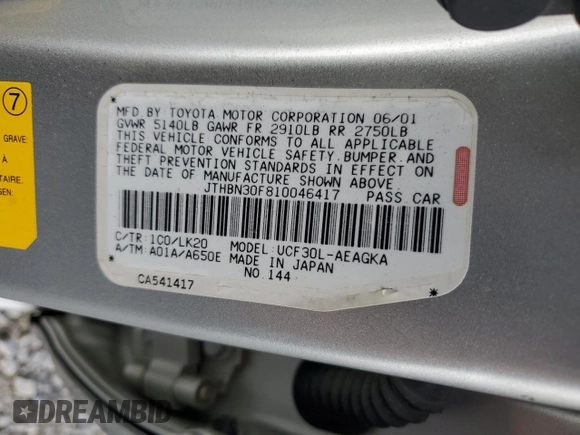 7
GRAVE.
À
TAIRE.
MFD BY TOYOTA MOTOR CORPORATION 06/01
GVWR 5140LB GAWR FR 2910LB RR 2750LB
THIS VEHICLE CONFORMS TO ALL APPLICABLE
FEDERAL MOTOR VEHICLE SAFETY, BUMPER, AND
THEFT PREVENTION STANDARDS IN EFFECT ON
THE DATE OF MANUFACTURE SHOWN ABOVE.
JTHBN30F810046417 PASS CAR
C/TR: 1C0/LK20 MODEL: UCF30L-AEAGKA
A/TM: A01A/A650E MADE IN JAPAN
NO. 144
CA541417
DREAMBID